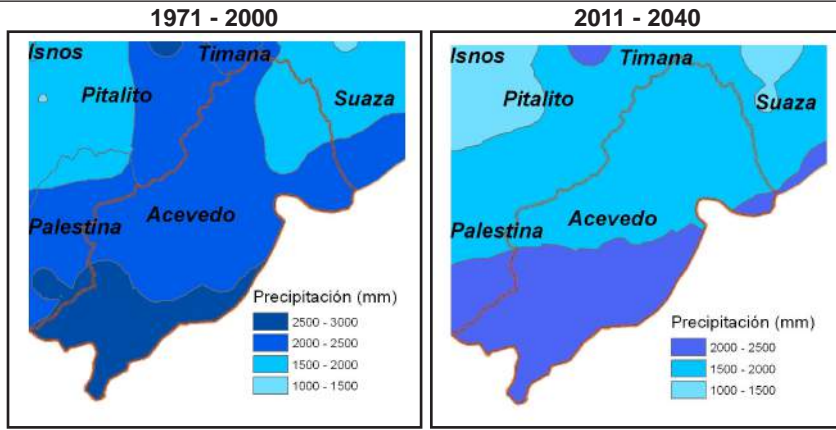 1971 - 2000
Isnos
Timana
Pitalito
Suaza
Acevedo
Palestina
Precipitación (mm)
2500 - 3000
2000 - 2500
1500 - 2000
1000 - 1500
2011 - 2040
Isnos
Timana
Pitalito
Suaza
Acevedo
Palestina
Precipitación (mm)
2000 - 2500
1500 - 2000
1000 - 1500